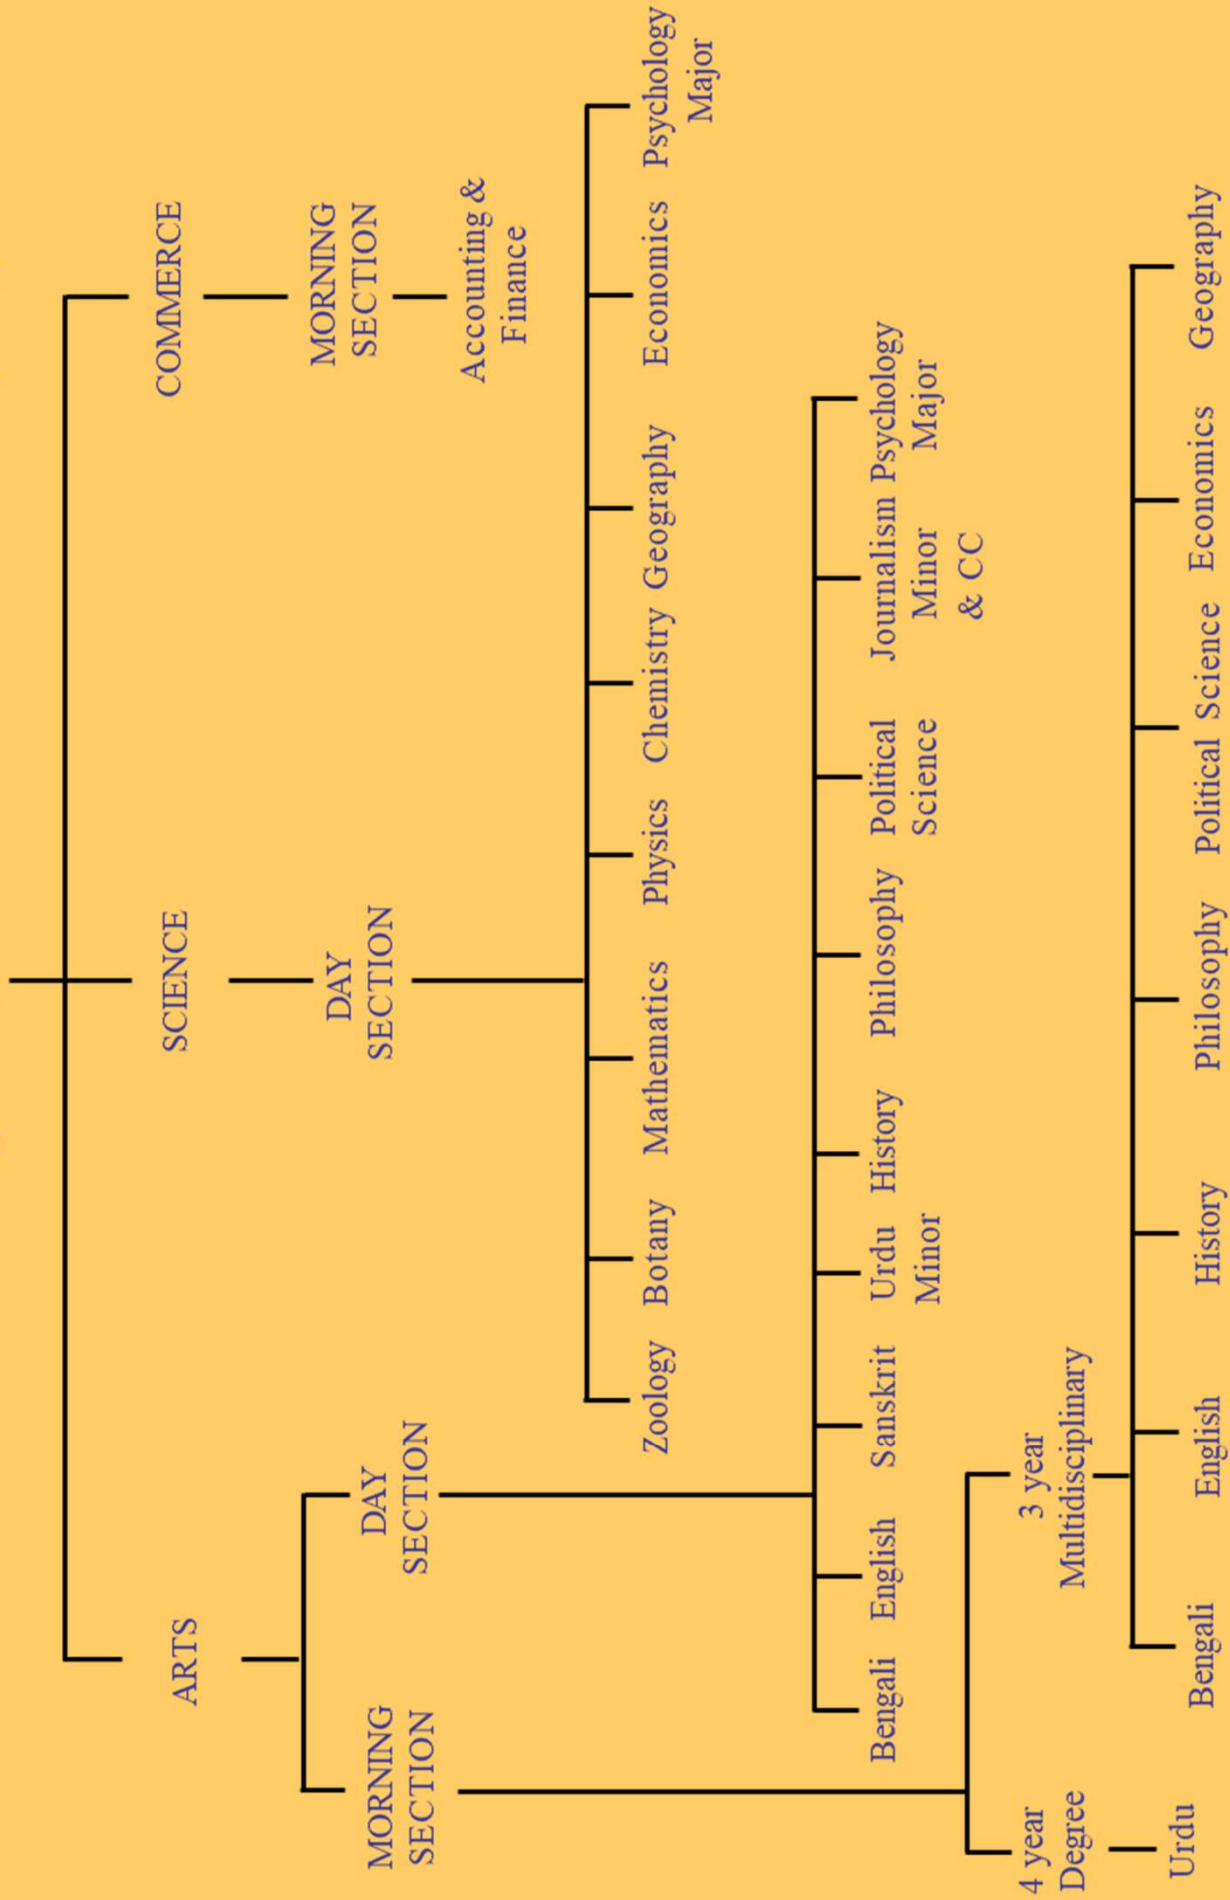 ARTS
SCIENCE
COMMERCE
MORNING
SECTION
DAY
SECTION
DAY
SECTION
MORNING
SECTION
Accounting &
Finance
Zoology Botany Mathematics Physics Chemistry Geography Economics Psychology
Major
Bengali English Sanskrit Urdu History Philosophy Political Journalism Psychology
Minor Science Minor Major
& CC
4 year
Degree
3 year
Multidisciplinary
Urdu
Bengali English History Philosophy Political Science Economics Geography